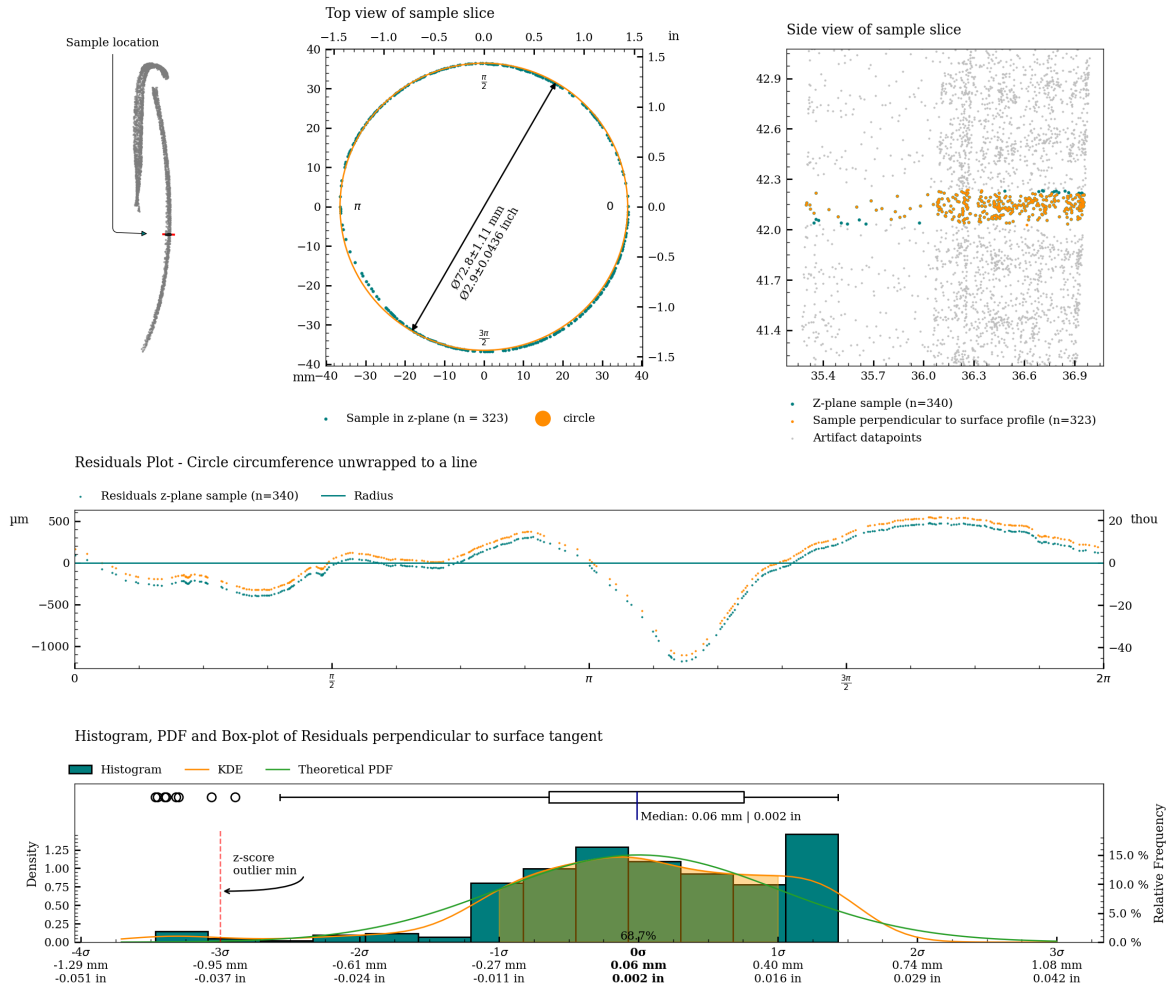 Top view of sample slice
Side view of sample slice
Sample location
−1.5 −1.0 −0.5 0.0 0.5 1.0 1.5 in
40
30
20
10
0
−10
−20
−30
−40
1.5
1.0
0.5
0.0
−0.5
−1.0
−1.5
π/2
π
0
3π/2
Ø72.8±1.11 mm
Ø2.9±0.0436 inch
mm −40 −30 −20 −10 0 10 20 30 40
Sample in z-plane (n = 323)
circle
42.9
42.6
42.3
42.0
41.7
41.4
35.4 35.7 36.0 36.3 36.6 36.9
Z-plane sample (n=340)
Sample perpendicular to surface profile (n=323)
Artifact datapoints
Residuals Plot - Circle circumference unwrapped to a line
Residuals z-plane sample (n=340)
Radius
µm
500
0
−500
−1000
20 thou
0
−20
−40
0 π/2 π 3π/2 2π
Histogram, PDF and Box-plot of Residuals perpendicular to surface tangent
Histogram
KDE
Theoretical PDF
Median: 0.06 mm | 0.002 in
z-score
outlier min
Density
1.25
1.00
0.75
0.50
0.25
0.00
Relative Frequency
15.0 %
10.0 %
5.0 %
0.0 %
68.7%
-4σ -3σ -2σ -1σ 0σ 1σ 2σ 3σ
-1.29 mm -0.95 mm -0.61 mm -0.27 mm 0.06 mm 0.40 mm 0.74 mm 1.08 mm
-0.051 in -0.037 in -0.024 in -0.011 in 0.002 in 0.016 in 0.029 in 0.042 in